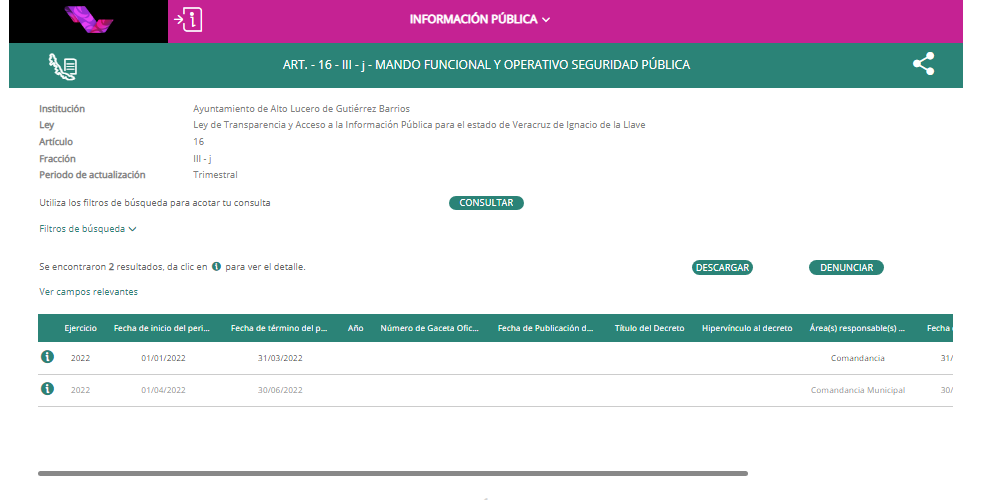 INFORMACIÓN PÚBLICA
ART. - 16 - III - j - MANDO FUNCIONAL Y OPERATIVO SEGURIDAD PÚBLICA
Institución Ayuntamiento de Alto Lucero de Gutiérrez Barrios
Ley Ley de Transparencia y Acceso a la Información Pública para el estado de Veracruz de Ignacio de la Llave
Artículo 16
Fracción III - j
Periodo de actualización Trimestral
Utiliza los filtros de búsqueda para acotar tu consulta CONSULTAR
Filtros de búsqueda
Se encontraron 2 resultados, da clic en i para ver el detalle. DESCARGAR DENUNCIAR
Ver campos relevantes
Ejercicio Fecha de inicio del peri... Fecha de término del p... Año Número de Gaceta Ofic... Fecha de Publicación d... Título del Decreto Hipervínculo al decreto Área(s) responsable(s) ... Fecha
2022 01/01/2022 31/03/2022 Comandancia 31/
2022 01/04/2022 30/06/2022 Comandancia Municipal 30/